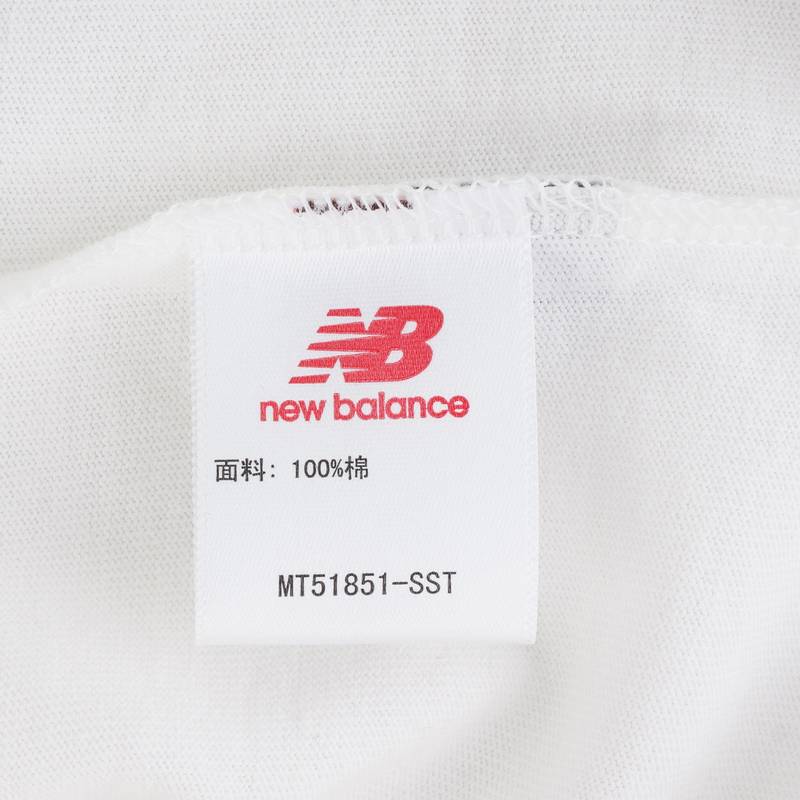 NB
new balance
面料: 100%棉
MT51851-SST